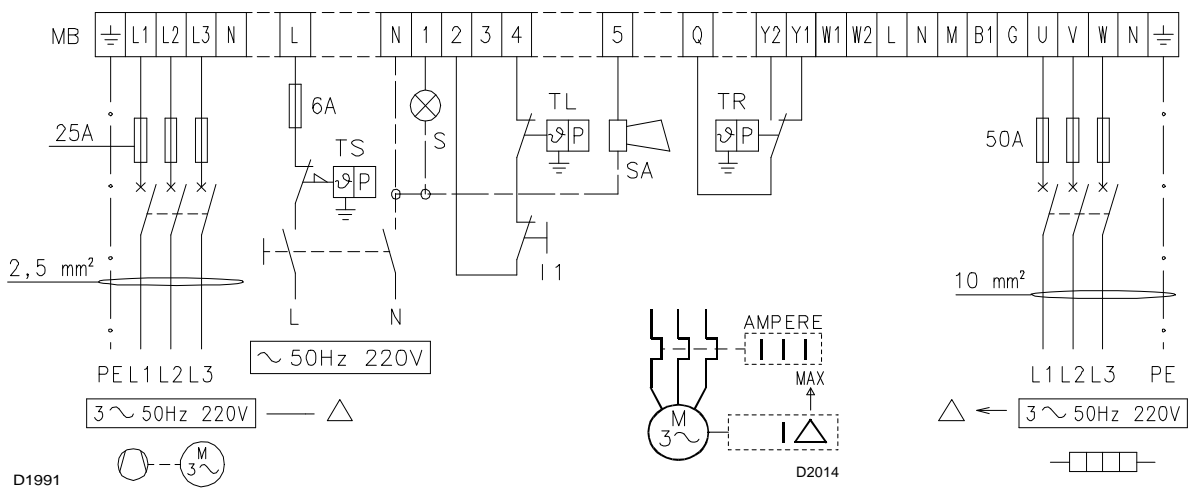 MB L1 L2 L3 N L N 1 2 3 4 5 Q Y2 Y1 W1 W2 L N M B1 G U V W N
6A TL TR
25A S 50A
TS ϑ P ϑ P
ϑ P SA
2,5 mm² I1 10 mm²
L N
AMPERE
∼ 50Hz 220V
MAX
PE L1 L2 L3 L1 L2 L3 PE
3∼ 50Hz 220V △ M 3∼ I△ △ 3∼ 50Hz 220V
M 3∼
D1991 D2014